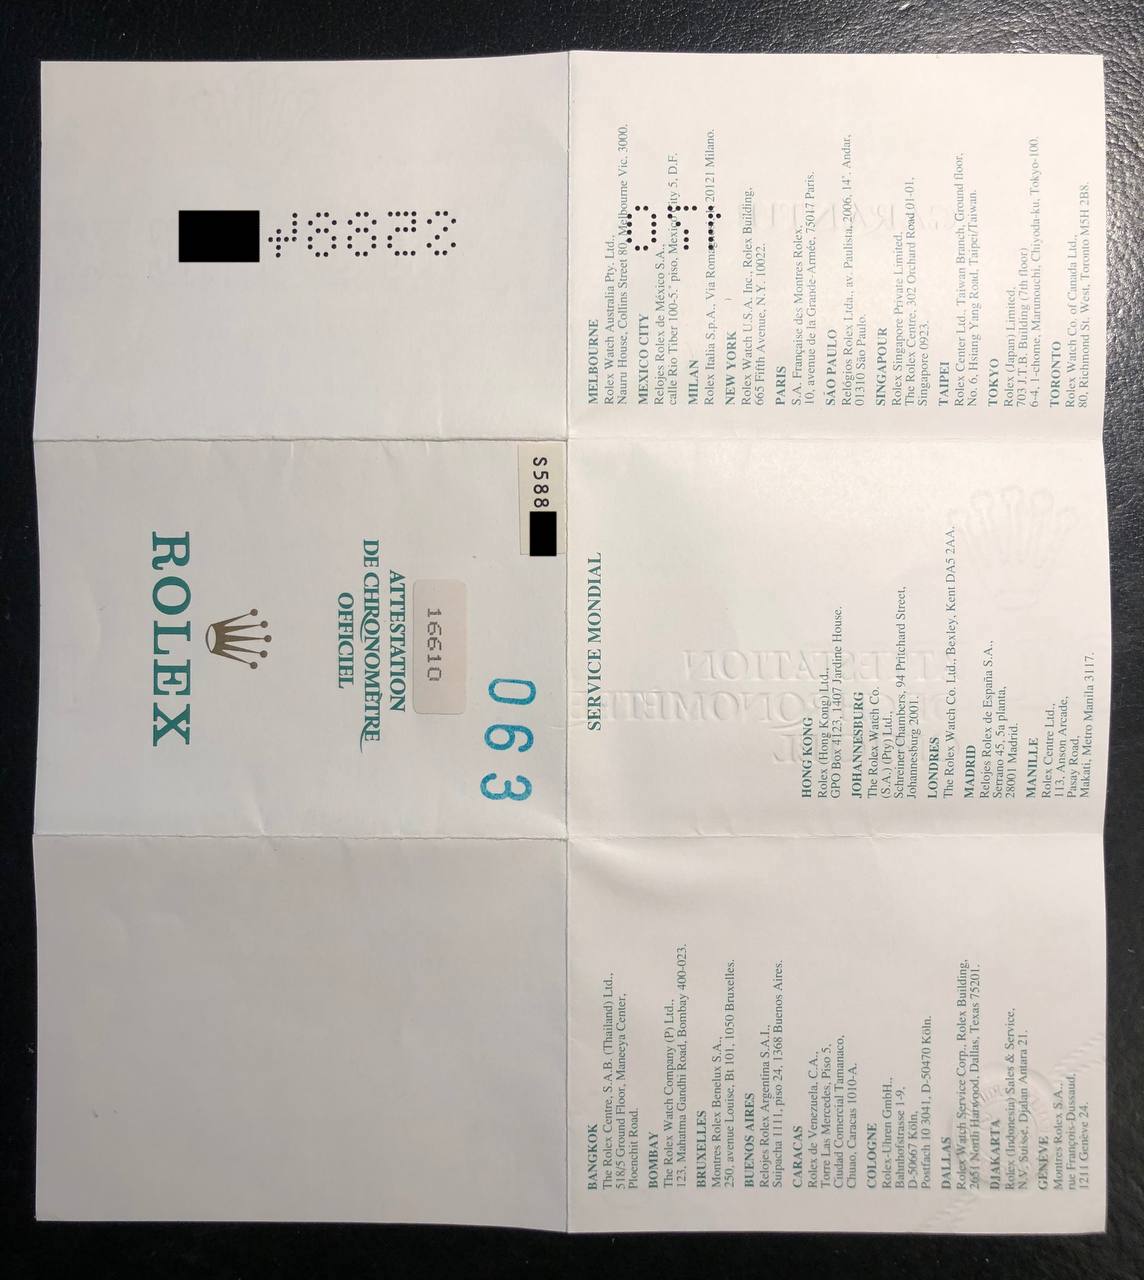 ROLEX
ATTESTATION
DE CHRONOMÈTRE
OFFICIEL
16610
063
S588
SERVICE MONDIAL
BANGKOK
The Rolex Centre, S.A.B. (Thailand) Ltd.,
518/5 Ground Floor, Maneeya Center,
Ploenchit Road.
BOMBAY
The Rolex Watch Company (P) Ltd.,
123, Mahatma Gandhi Road, Bombay 400-023.
BRUXELLES
Montres Rolex Benelux S.A.,
250, avenue Louise, Bt 101, 1050 Bruxelles.
BUENOS AIRES
Relojes Rolex Argentina S.A.I.,
Suipacha 1111, piso 24, 1368 Buenos Aires.
CARACAS
Rolex de Venezuela, C.A.,
Torre Las Mercedes, Piso 5,
Ciudad Comercial Tamanaco,
Chuao, Caracas 1010-A.
COLOGNE
Rolex-Uhren GmbH.,
Bahnhofstrasse 1-9,
D-50667 Köln,
Postfach 10 3041, D-50470 Köln.
DALLAS
Rolex Watch Service Corp., Rolex Building,
2651 North Harwood, Dallas, Texas 75201.
DJAKARTA
Rolex (Indonesia) Sales & Service,
N.V. Suisse, Djalan Antara 21.
GENÈVE
Montres Rolex S.A.,
rue François-Dussaud,
1211 Genève 24.
HONG KONG
Rolex (Hong Kong) Ltd.,
GPO Box 4123, 1407 Jardine House.
JOHANNESBURG
The Rolex Watch Co.
(S.A.) (Pty) Ltd.,
Schreiner Chambers, 94 Pritchard Street,
Johannesburg 2001.
LONDRES
The Rolex Watch Co. Ltd., Bexley, Kent DA5 2AA.
MADRID
Relojes Rolex de España S.A.,
Serrano 45, 5a planta,
28001 Madrid.
MANILLE
Rolex Centre Ltd.,
113, Anson Arcade,
Pasay Road,
Makati, Metro Manila 3117.
MELBOURNE
Rolex Watch Australia Pty. Ltd.,
Nauru House, Collins Street 80, Melbourne Vic. 3000.
MEXICO CITY
Relojes Rolex de México S.A.,
calle Rio Tiber 100-5.° piso, Mexico City 5, D.F.
MILAN
Rolex Italia S.p.A., Via 20121 Milano.
NEW YORK
Rolex Watch U.S.A. Inc., Rolex Building,
665 Fifth Avenue, N.Y. 10022.
PARIS
S.A. Française des Montres Rolex,
10, avenue de la Grande-Armée, 75017 Paris.
SÃO PAULO
Relógios Rolex Ltda., av. Paulista, 2006, 14°. Andar,
01310 São Paulo.
SINGAPOUR
Rolex Singapore Private Limited,
The Rolex Centre, 302 Orchard Road 01-01,
Singapore 0923.
TAIPEI
Rolex Center Ltd., Taiwan Branch, Ground floor,
No. 6, Hsiang Yang Road, Taipei/Taiwan.
TOKYO
Rolex (Japan) Limited,
703 J.T.B. Building (7th floor)
6-4, 1-chome, Marunouchi, Chiyoda-ku, Tokyo-100.
TORONTO
Rolex Watch Co. of Canada Ltd.,
80, Richmond St. West, Toronto M5H 2B8.